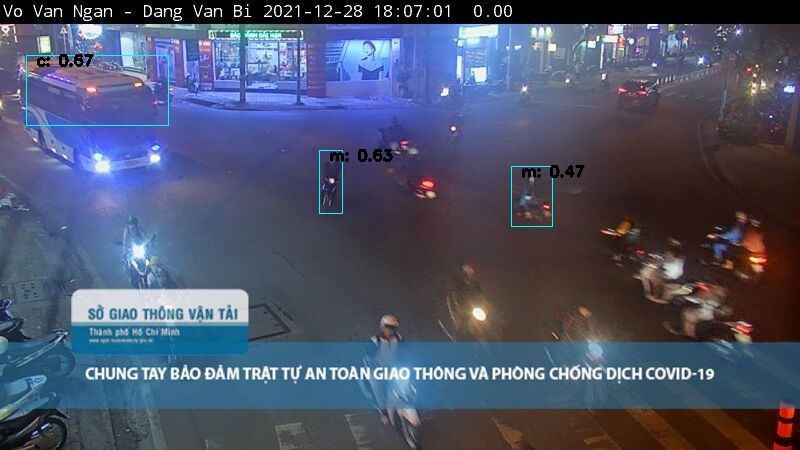 Vo Van Ngan - Dang Van Bi 2021-12-28 18:07:01 0.00
c: 0.67
m: 0.63
m: 0.47
SỞ GIAO THÔNG VẬN TẢI
Thành phố Hồ Chí Minh
CHUNG TAY BẢO ĐẢM TRẬT TỰ AN TOÀN GIAO THÔNG VÀ PHÒNG CHỐNG DỊCH COVID-19